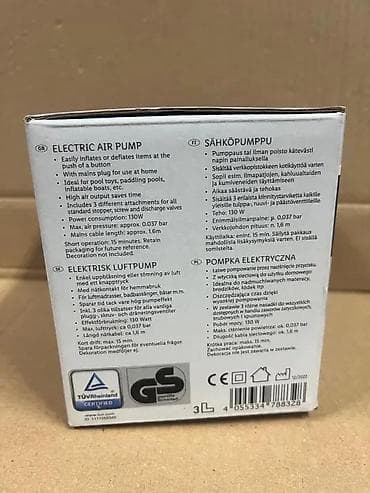 GB
ELECTRIC AIR PUMP
• Easily inflates or deflates items at the
push of a button
• With mains plug for use at home
• Ideal for pool toys, paddling pools,
inflatable boats, etc.
• High air output saves time
• Includes 3 different attachments for all
standard stopper, screw and discharge valves
• Power consumption: 130W
• Max. air pressure: approx. 0.037 bar
• Mains cable length: approx. 1.6m
Short operation: 15 minutes. Retain
packaging for future reference.
Decoration not included.
SE
ELEKTRISK LUFTPUMP
• Enkel uppblåsning eller tömning av luft
med ett knapptryck
• Med nätkontakt för hemmabruk
• För luftmadrasser, badbassänger, båtar m.m.
• Sparar tid tack vare hög pumpeffekt
• Inkl. 3 olika tillsatser för alla vanliga
plugg-, skruv- och urluftningsventiler
• Effektförbrukning: 130 Watt
• Max. lufttryck: ca 0,037 bar
• Längd nätkabel: ca 1,6 m
Kort drift: max. 15 min.
Spara förpackningen för eventuella frågor
Dekoration medföljer ej.
FI
SÄHKÖPUMPPU
• Pumppaus tai ilman poisto kätevästi
napin painalluksella
• Sisältää verkkopistokkeen kotikäyttöä varten
• Sopii esim. ilmapatjojen, kahluualtaiden
ja kumiveneiden täyttämiseen
• Aikaa säästävä ja tehokas
• Sisältää 3 erilaista tiivistinsarviketta kaikille
yleisille tulppa-, ruuvi- ja päästöventtiileille
• Teho: 130 W
• Enimmäisilmanpaine: n. 0,037 bar
• Verkkojohdon pituus: n. 1,6 m
Käyttöaika: enint. 15 min. Säilytä pakkaus
mahdollisia lisäkysymyksiä varten.
PL
POMPKA ELEKTRYCZNA
• Łatwe pompowanie przez naciśnięcie przycisku
• Z wtyczką sieciową do użytku domowego
• Idealna do nadmuchiwanych materacy,
brodzików, łódek itp.
• Oszczędzająca czas dzięki
wysokiej wydajności
• W zestawie 3 różne nasadki do wszystkich
dostępnych w handlu zaworów zatyczkowych,
śrubowych i spustowych
• Pobór mocy: 130 W
• Maks. ciśnienie powietrza: ok. 0,037 bar
• Długość kabla sieciowego: ok. 1,6 m
Krótka praca: maks. 15 min.
Zachować opakowanie.
Dekoracja nie jest zawarta w zestawie.
TÜVRheinland
CERTIFIED
GS
CE
12/2022
3
4 055334 788328